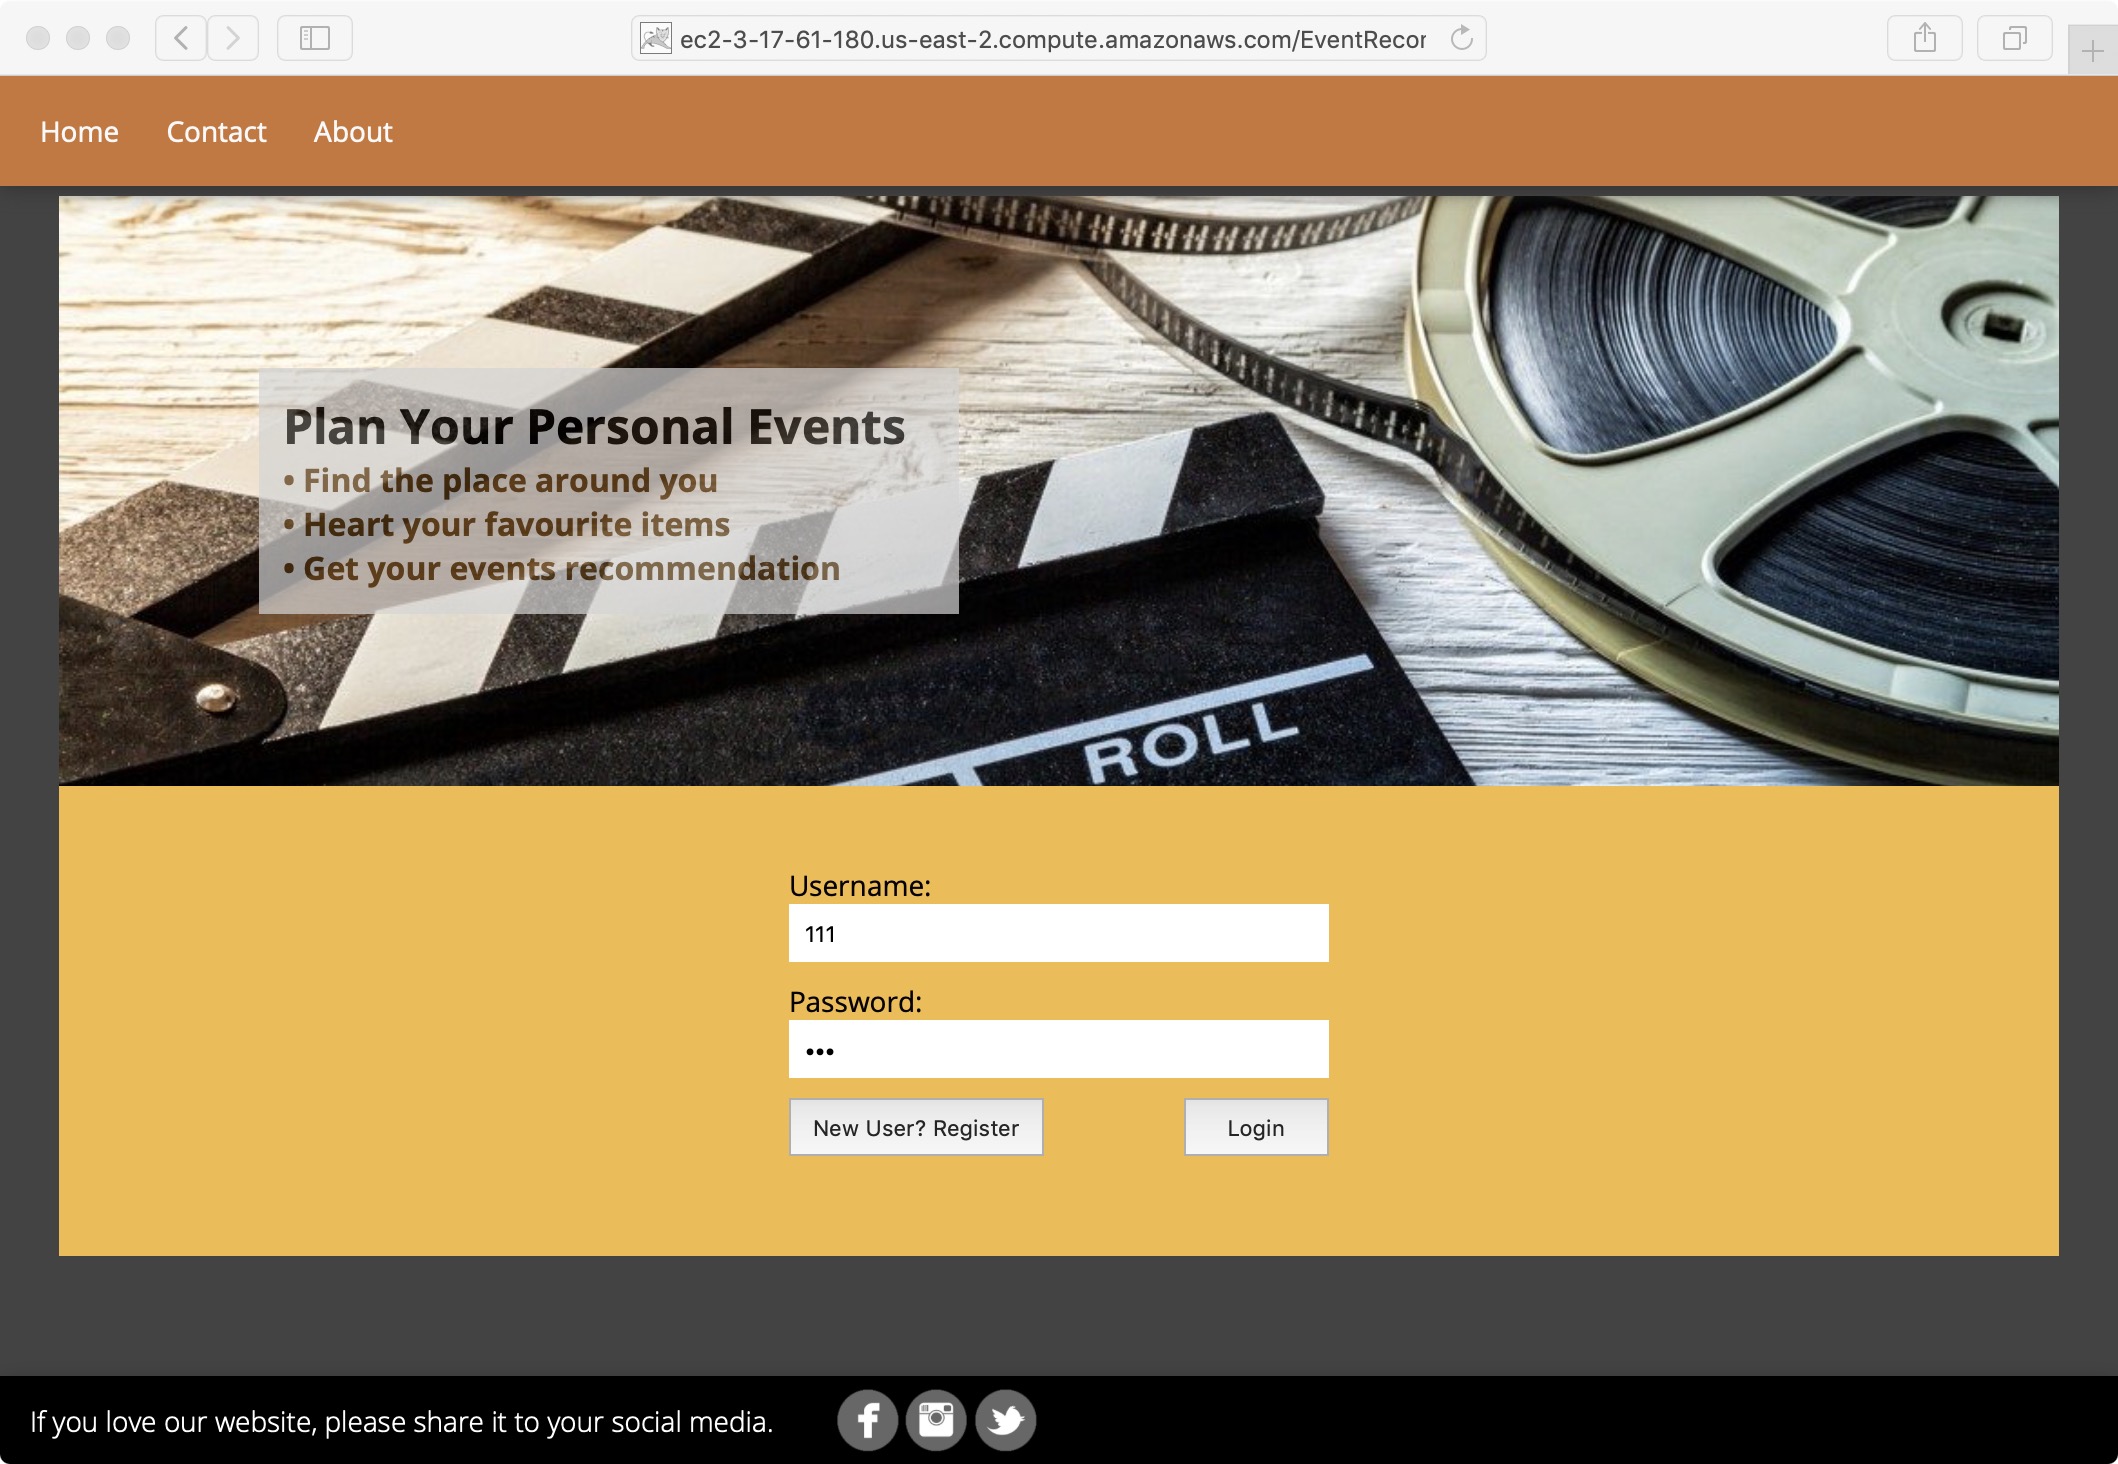 ec2-3-17-61-180.us-east-2.compute.amazonaws.com/EventRecor
Home Contact About
Plan Your Personal Events
• Find the place around you
• Heart your favourite items
• Get your events recommendation
ROLL
Username:
111
Password:
•••
New User? Register Login
If you love our website, please share it to your social media.